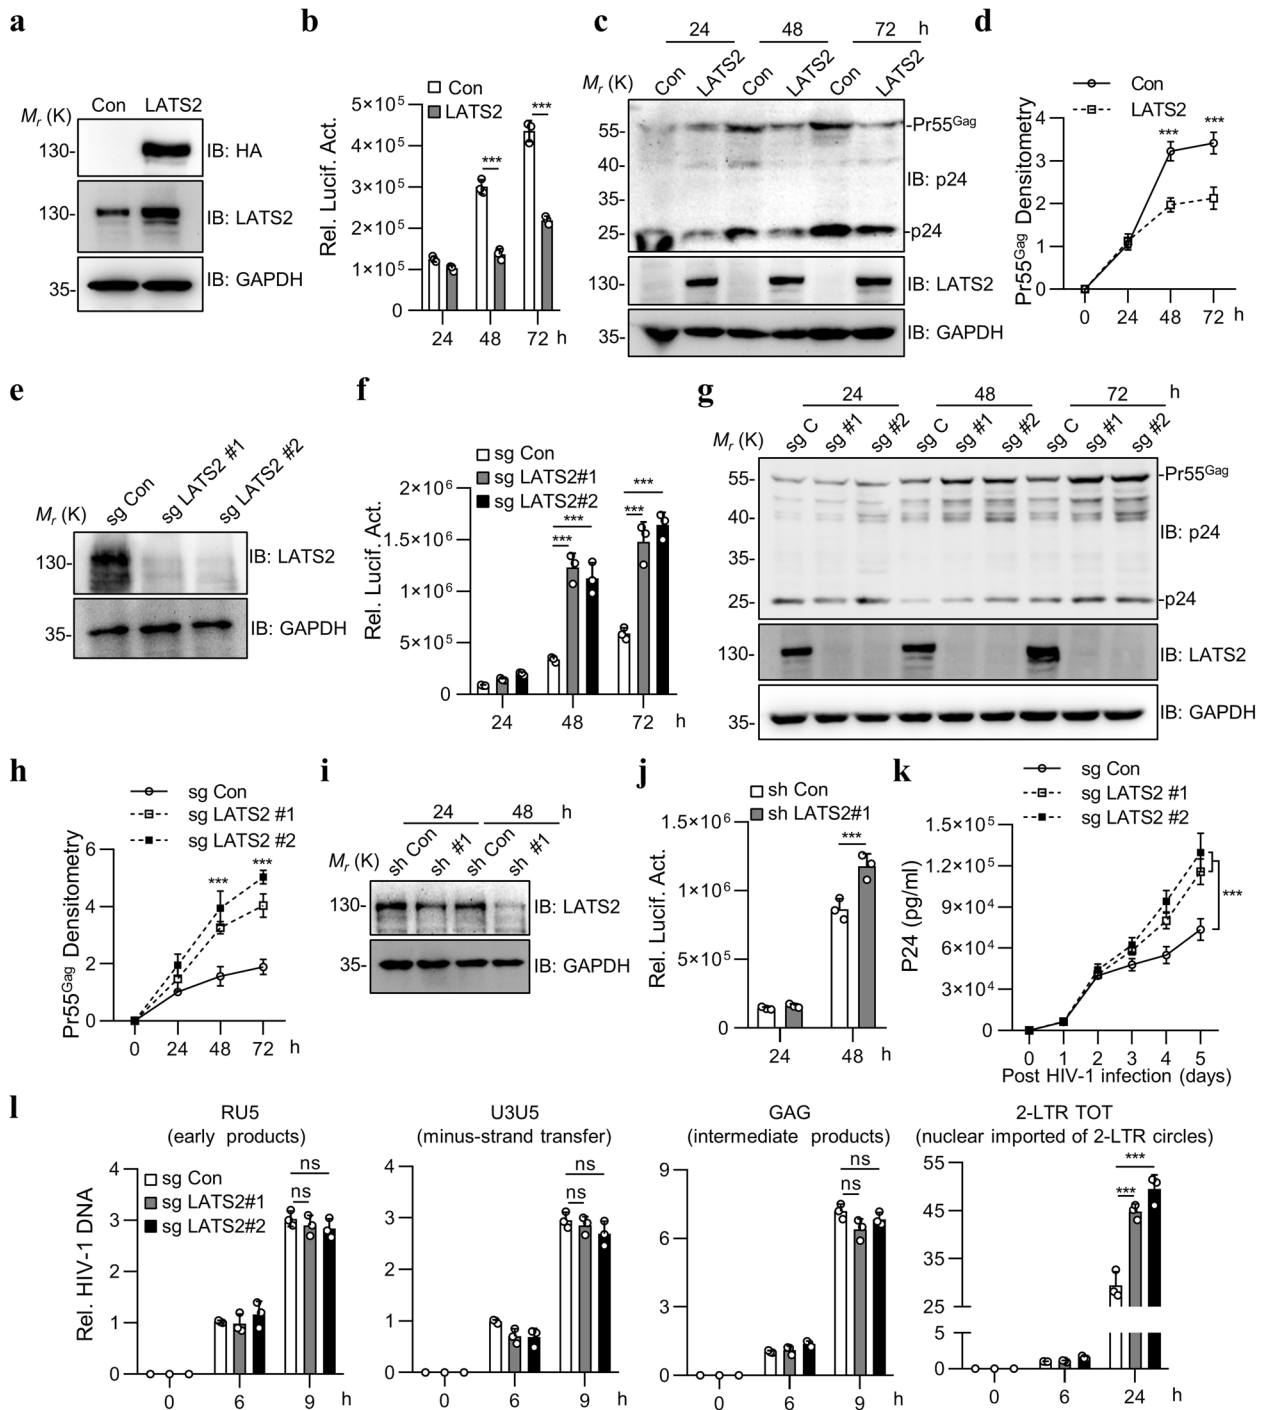 a
Mr (K)
Con LATS2
130-
IB: HA
130-
IB: LATS2
35-
IB: GAPDH
b
Con
LATS2
Rel. Lucif. Act.
5×10⁵
4×10⁵
3×10⁵
2×10⁵
1×10⁵
0
***
***
24 48 72 h
c
24 48 72 h
Mr (K)
Con LATS2 Con LATS2 Con LATS2
55-
40-
35-
25-
-Pr55Gag
IB: p24
-p24
130-
IB: LATS2
35-
IB: GAPDH
d
Con
LATS2
Pr55Gag Densitometry
4
3
2
1
0
*** ***
0 24 48 72 h
e
Mr (K)
sg Con sg LATS2 #1 sg LATS2 #2
130-
IB: LATS2
35-
IB: GAPDH
f
sg Con
sg LATS2#1
sg LATS2#2
Rel. Lucif. Act.
2×10⁶
1.5×10⁶
1×10⁶
5×10⁵
0
***
***
***
***
24 48 72 h
g
24 48 72 h
Mr (K)
sg C sg #1 sg #2 sg C sg #1 sg #2 sg C sg #1 sg #2
55-
40-
35-
25-
-Pr55Gag
IB: p24
-p24
130-
IB: LATS2
35-
IB: GAPDH
h
sg Con
sg LATS2 #1
sg LATS2 #2
Pr55Gag Densitometry
6
4
2
0
*** ***
0 24 48 72 h
i
24 48 h
Mr (K)
sh Con sh #1 sh Con sh #1
130-
IB: LATS2
35-
IB: GAPDH
j
sh Con
sh LATS2#1
Rel. Lucif. Act.
1.5×10⁶
1×10⁶
5×10⁵
0
***
24 48 h
k
sg Con
sg LATS2 #1
sg LATS2 #2
P24 (pg/ml)
1.5×10⁵
1.2×10⁵
9×10⁴
6×10⁴
3×10⁴
0
***
0 1 2 3 4 5
Post HIV-1 infection (days)
l
RU5
(early products)
sg Con
sg LATS2#1
sg LATS2#2
Rel. HIV-1 DNA
4
3
2
1
0
ns
ns
0 6 9 h
U3U5
(minus-strand transfer)
4
3
2
1
0
ns
ns
0 6 9 h
GAG
(intermediate products)
9
6
3
0
ns
ns
0 6 9 h
2-LTR TOT
(nuclear imported of 2-LTR circles)
55
45
35
25
5
0
***
***
0 6 24 h